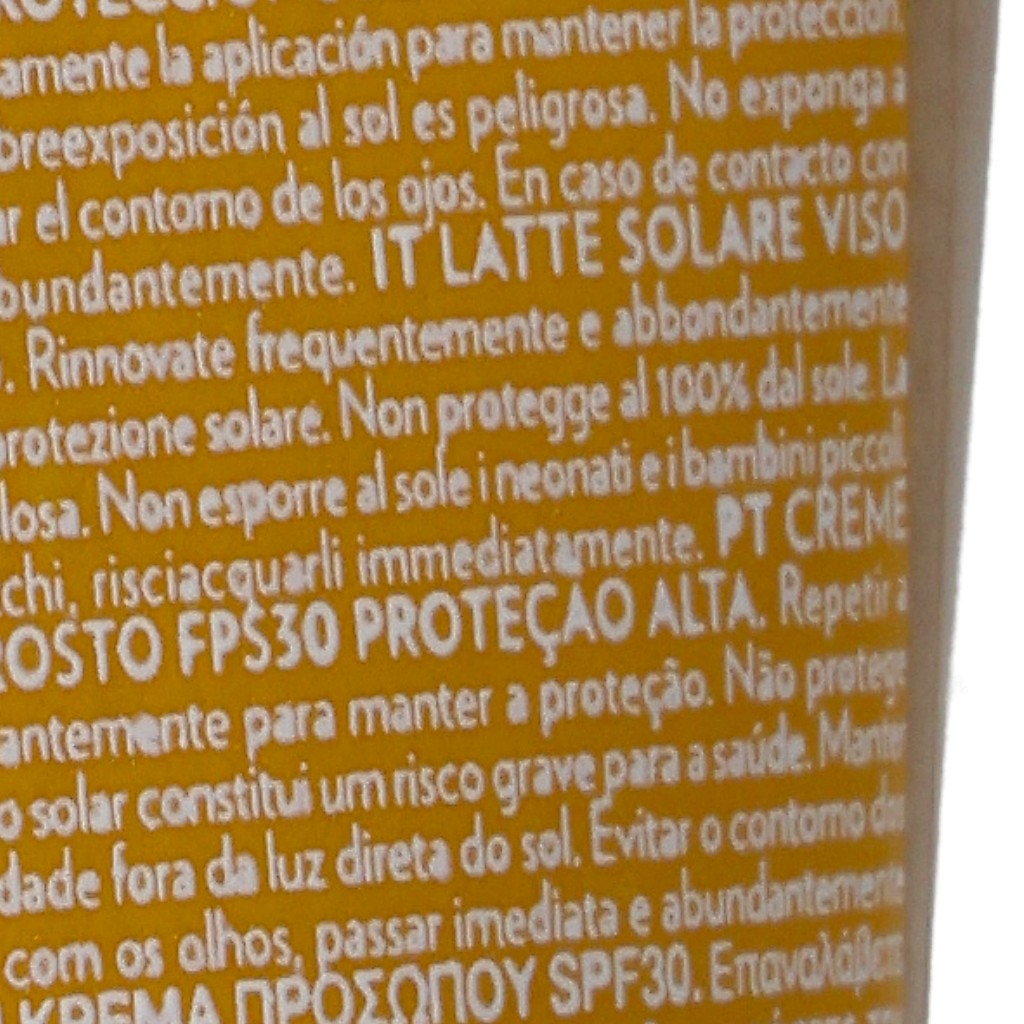 amente la aplicación para mantener la protección.
breexposición al sol es peligrosa. No exponga a
ar el contorno de los ojos. En caso de contacto con
bundantemente. IT LATTE SOLARE VISO
. Rinnovate frequentemente e abbondantemente
protezione solare. Non protegge al 100% dal sole. La
losa. Non esporre al sole i neonati e i bambini piccoli.
chi, risciacquarli immediatamente. PT CREME
ROSTO FPS30 PROTEÇAO ALTA. Repetir a
antemente para manter a proteção. Não protege
o solar constitui um risco grave para a saúde. Manter
dade fora da luz direta do sol. Evitar o contorno dos
com os olhos, passar imediata e abundantemente
ΚΡΕΜΑ ΠΡΟΣΩΠΟΥ SPF30.